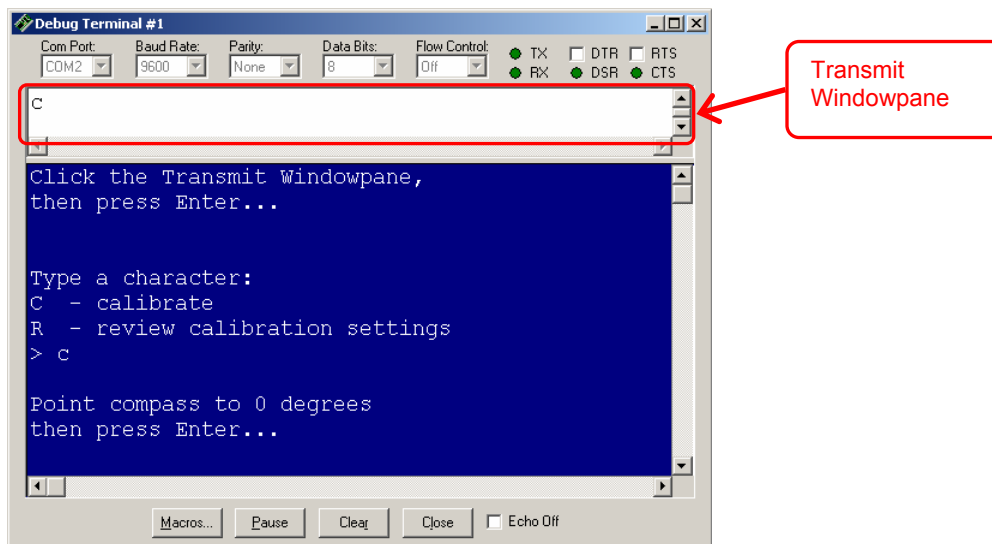 Debug Terminal #1
Com Port: Baud Rate: Parity: Data Bits: Flow Control:
COM2 9600 None 8 Off
TX DTR RTS
RX DSR CTS
C
Transmit
Windowpane
Click the Transmit Windowpane,
then press Enter...
Type a character:
C - calibrate
R - review calibration settings
> c
Point compass to 0 degrees
then press Enter...
Macros... Pause Clear Close Echo Off